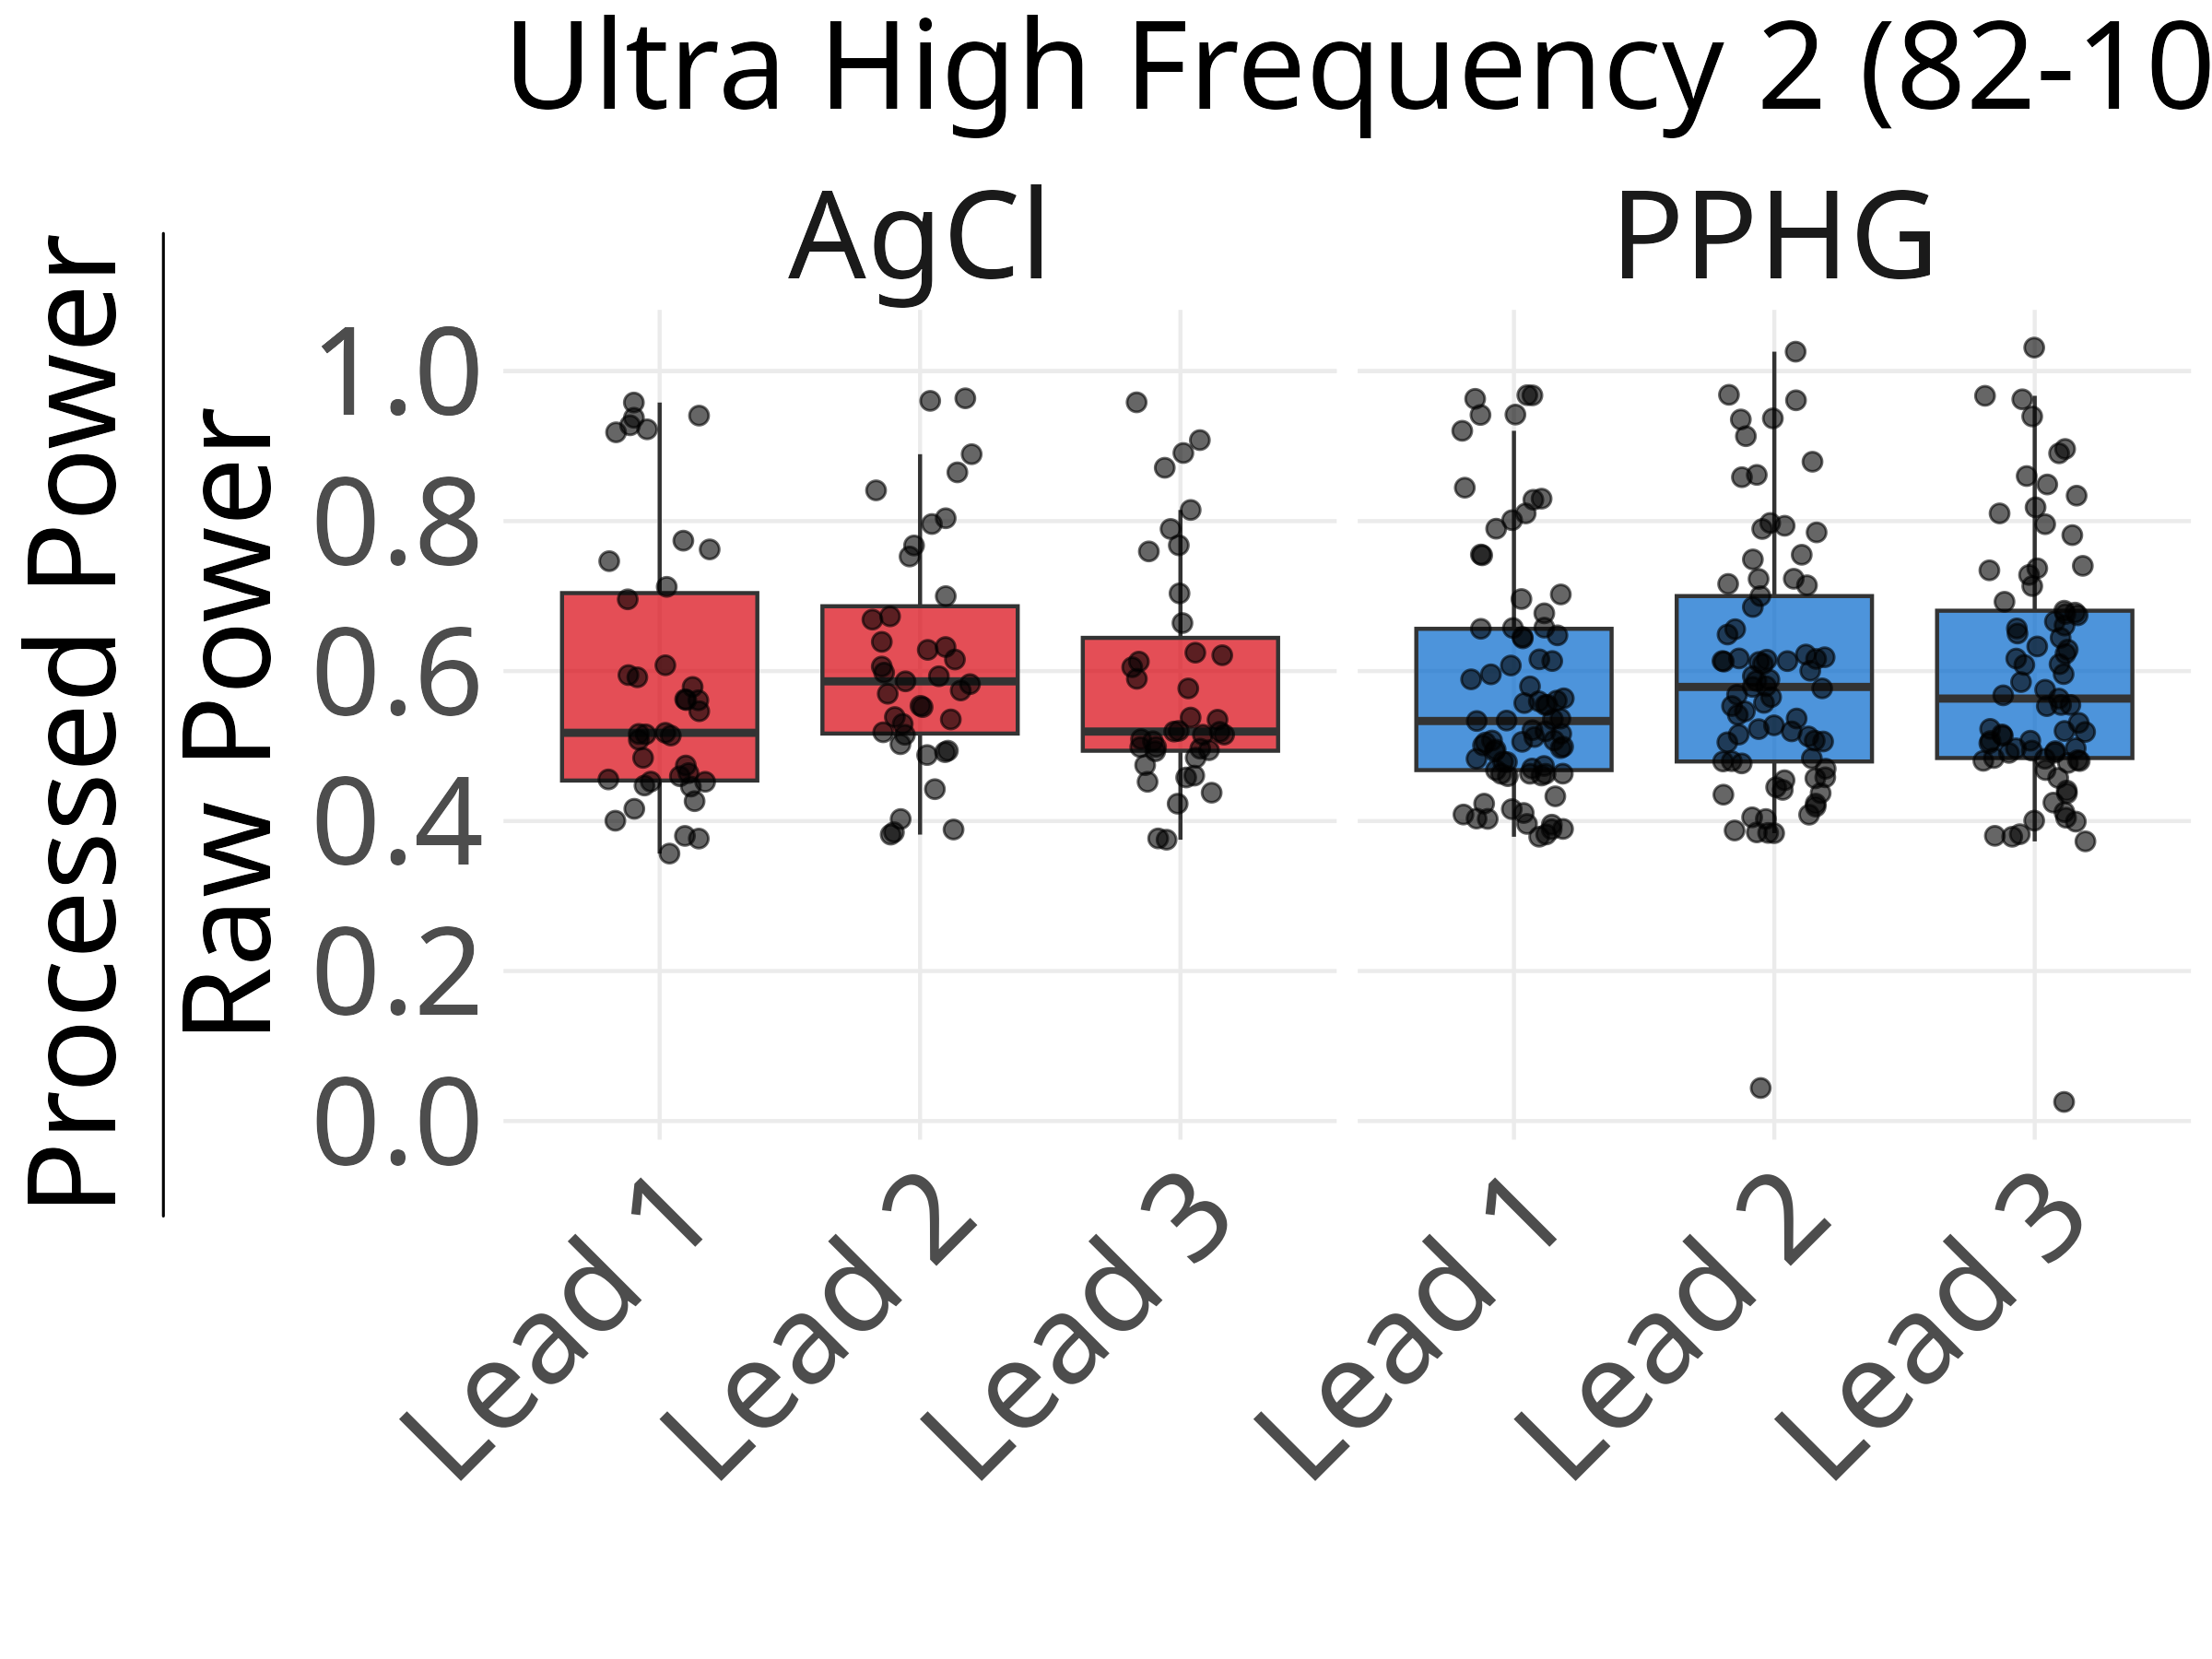 Ultra High Frequency 2 (82-10
AgCl
PPHG
Processed Power
Raw Power
1.0
0.8
0.6
0.4
0.2
0.0
Lead 1
Lead 2
Lead 3
Lead 1
Lead 2
Lead 3